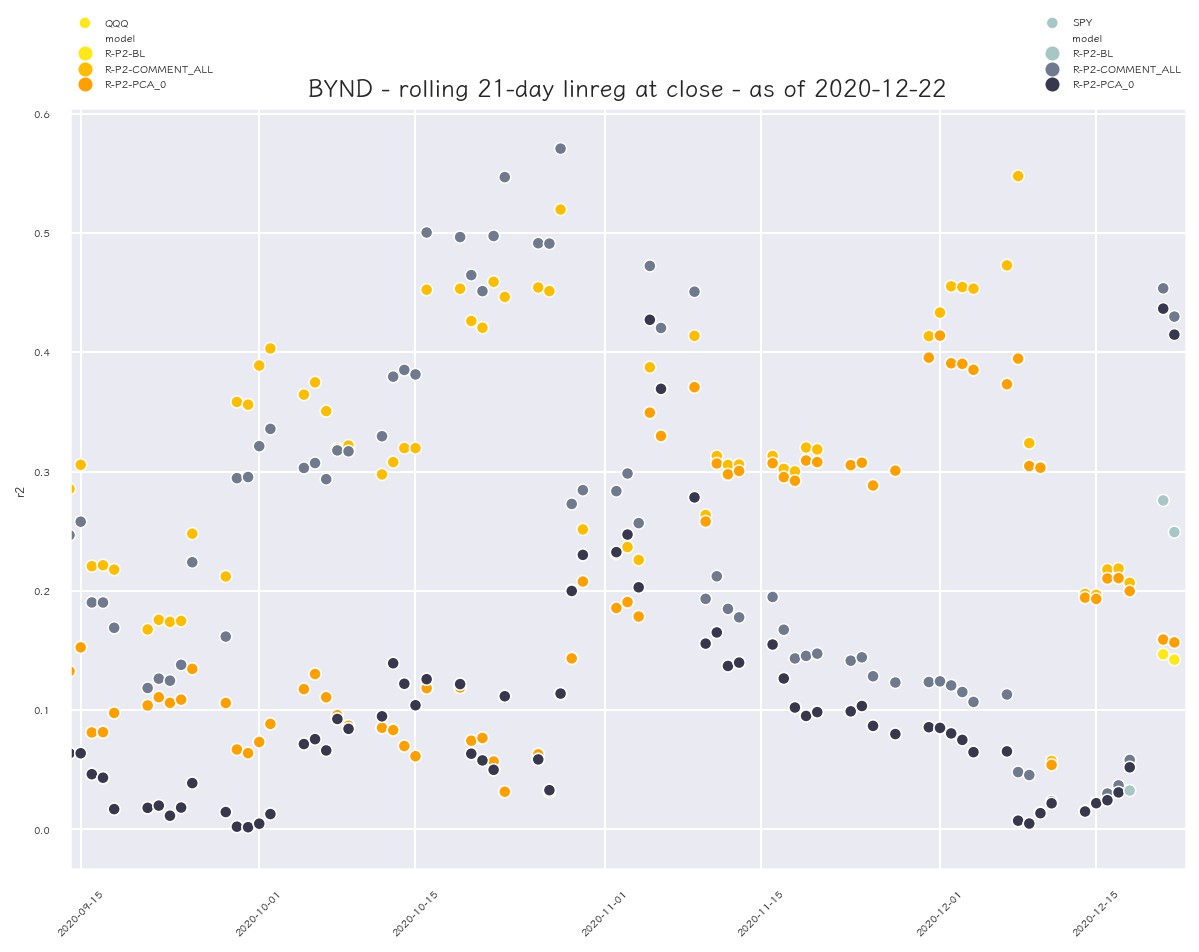 QQQ
model
R-P2-BL
R-P2-COMMENT_ALL
R-P2-PCA_0
SPY
model
R-P2-BL
R-P2-COMMENT_ALL
R-P2-PCA_0
BYND - rolling 21-day linreg at close - as of 2020-12-22
r2
0.6
0.5
0.4
0.3
0.2
0.1
0.0
2020-09-15
2020-10-01
2020-10-15
2020-11-01
2020-11-15
2020-12-01
2020-12-15